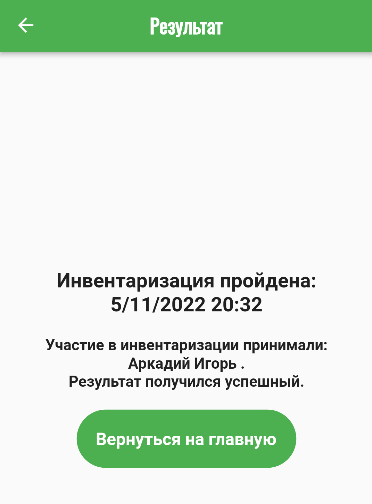 Результат
Инвентаризация пройдена:
5/11/2022 20:32
Участие в инвентаризации принимали:
Аркадий Игорь .
Результат получился успешный.
Вернуться на главную